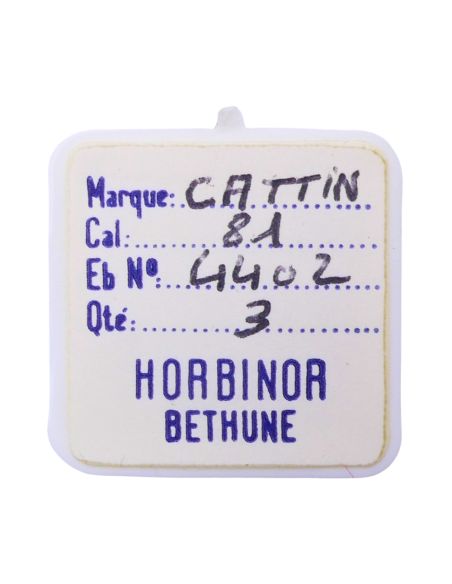 Marque: CATTIN
Cal: 81
Eb Nº: 4402
Qté: 3
HORBINOR
BETHUNE